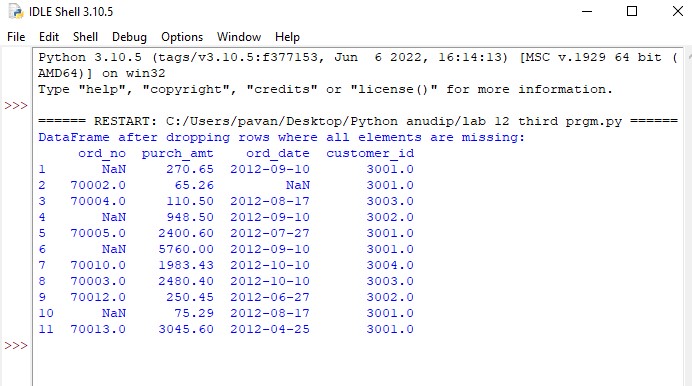 IDLE Shell 3.10.5
File Edit Shell Debug Options Window Help
Python 3.10.5 (tags/v3.10.5:f377153, Jun  6 2022, 16:14:13) [MSC v.1929 64 bit (
AMD64)] on win32
Type "help", "copyright", "credits" or "license()" for more information.
>>>
====== RESTART: C:/Users/pavan/Desktop/Python anudip/lab 12 third prgm.py ======
DataFrame after dropping rows where all elements are missing:
     ord_no  purch_amt    ord_date  customer_id
1       NaN     270.65  2012-09-10       3001.0
2   70002.0      65.26         NaN       3001.0
3   70004.0     110.50  2012-08-17       3003.0
4       NaN     948.50  2012-09-10       3002.0
5   70005.0    2400.60  2012-07-27       3001.0
6       NaN    5760.00  2012-09-10       3001.0
7   70010.0    1983.43  2012-10-10       3004.0
8   70003.0    2480.40  2012-10-10       3003.0
9   70012.0     250.45  2012-06-27       3002.0
10      NaN      75.29  2012-08-17       3001.0
11  70013.0    3045.60  2012-04-25       3001.0
>>>